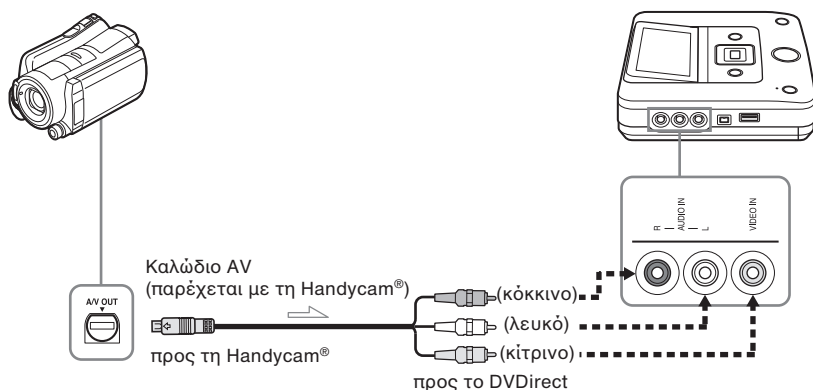 R — AUDIO IN — L
VIDEO IN
Καλώδιο AV
(παρέχεται με τη Handycam®)
A/V OUT
(κόκκινο)
(λευκό)
προς τη Handycam®
(κίτρινο)
προς το DVDirect